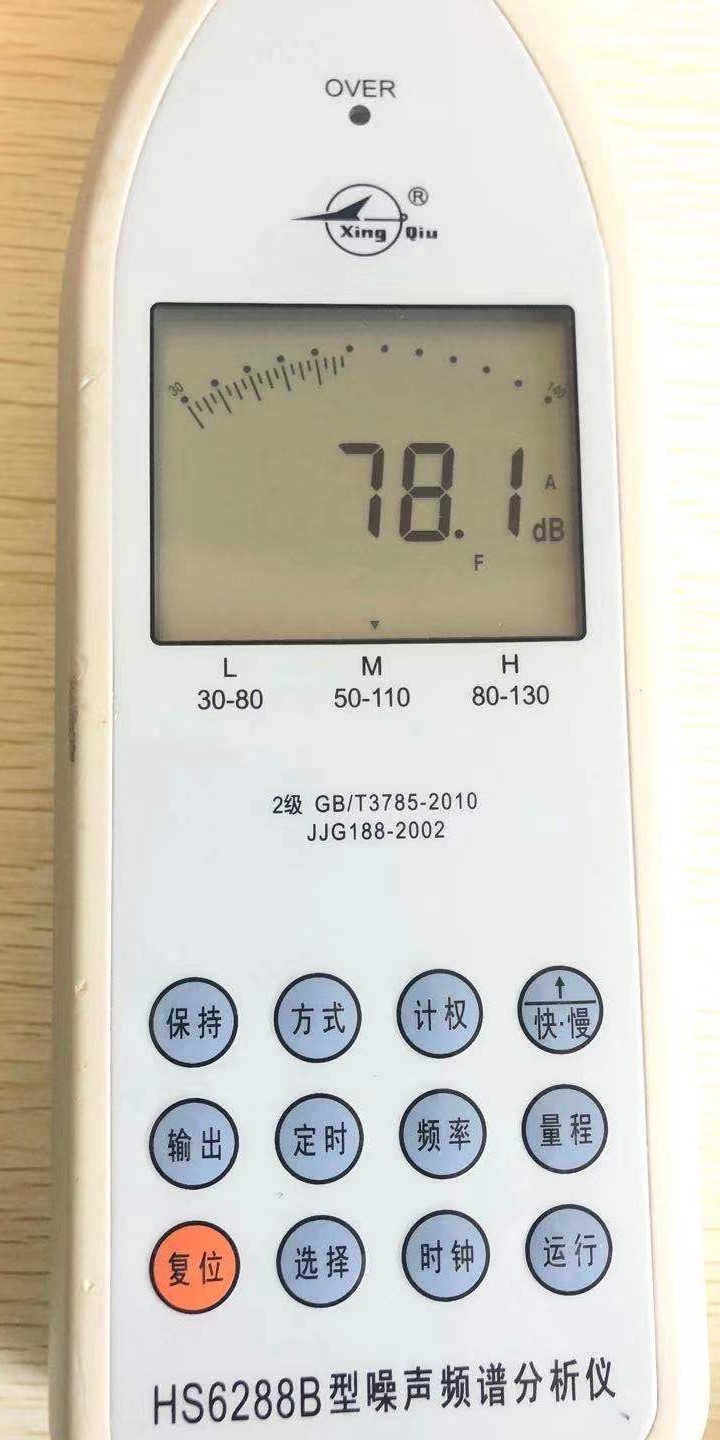 OVER
®
Xing Qiu
30
140
78.1 A
dB
F
L M H
30-80 50-110 80-130
2级 GB/T3785-2010
JJG188-2002
保持 方式 计权 ↑ 快·慢
输出 定时 频率 量程
复位 选择 时钟 运行
HS6288B型噪声频谱分析仪